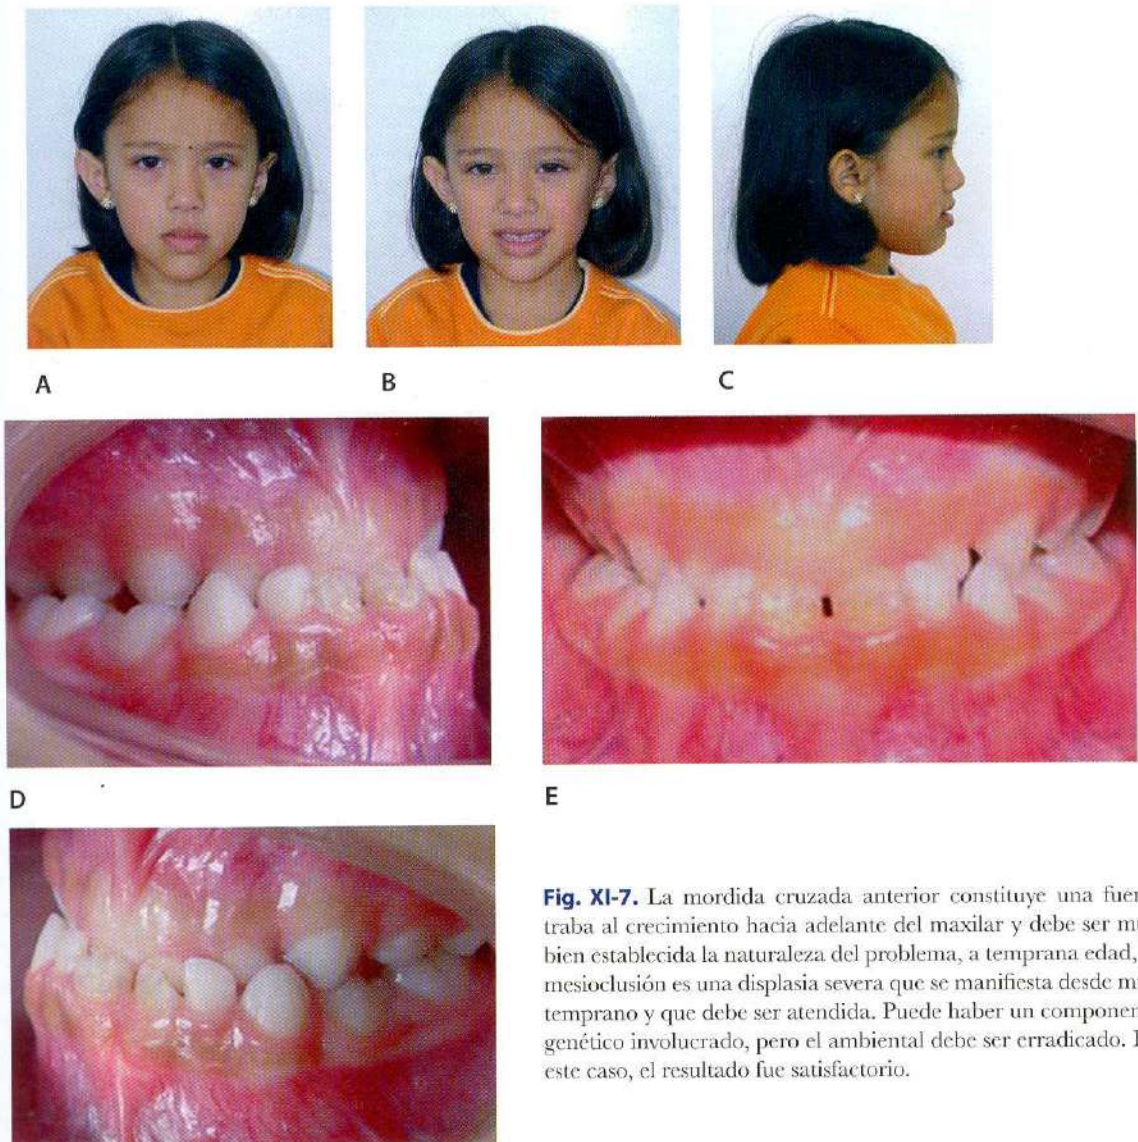 A
B
C
D
E
Fig. XI-7. La mordida cruzada anterior constituye una fuer
traba al crecimiento hacia adelante del maxilar y debe ser m
bien establecida la naturaleza del problema, a temprana edad,
mesioclusión es una displasia severa que se manifiesta desde m
temprano y que debe ser atendida. Puede haber un componen
genético involucrado, pero el ambiental debe ser erradicado.
este caso, el resultado fue satisfactorio.